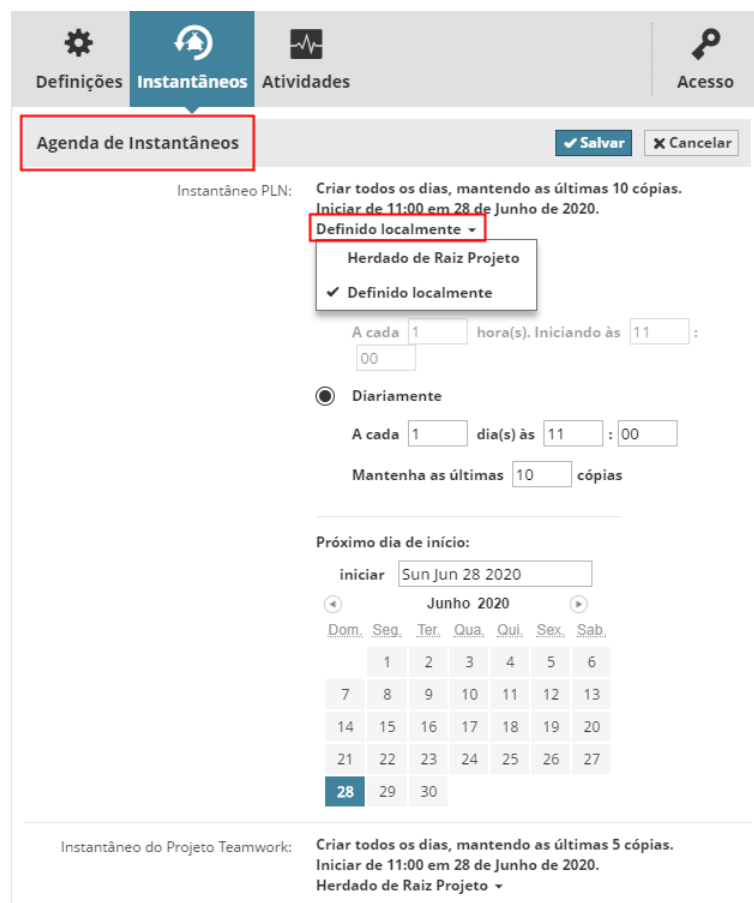 Definições Instantâneos Atividades Acesso
Agenda de Instantâneos Salvar Cancelar
Instantâneo PLN: Criar todos os dias, mantendo as últimas 10 cópias.
Iniciar de 11:00 em 28 de Junho de 2020.
Definido localmente
Herdado de Raiz Projeto
Definido localmente
A cada 1 hora(s). Iniciando às 11 :
00
Diariamente
A cada 1 dia(s) às 11 : 00
Mantenha as últimas 10 cópias
Próximo dia de início:
iniciar Sun Jun 28 2020
Junho 2020
Dom. Seg. Ter. Qua. Qui. Sex. Sab.
1 2 3 4 5 6
7 8 9 10 11 12 13
14 15 16 17 18 19 20
21 22 23 24 25 26 27
28 29 30
Instantâneo do Projeto Teamwork: Criar todos os dias, mantendo as últimas 5 cópias.
Iniciar de 11:00 em 28 de Junho de 2020.
Herdado de Raiz Projeto